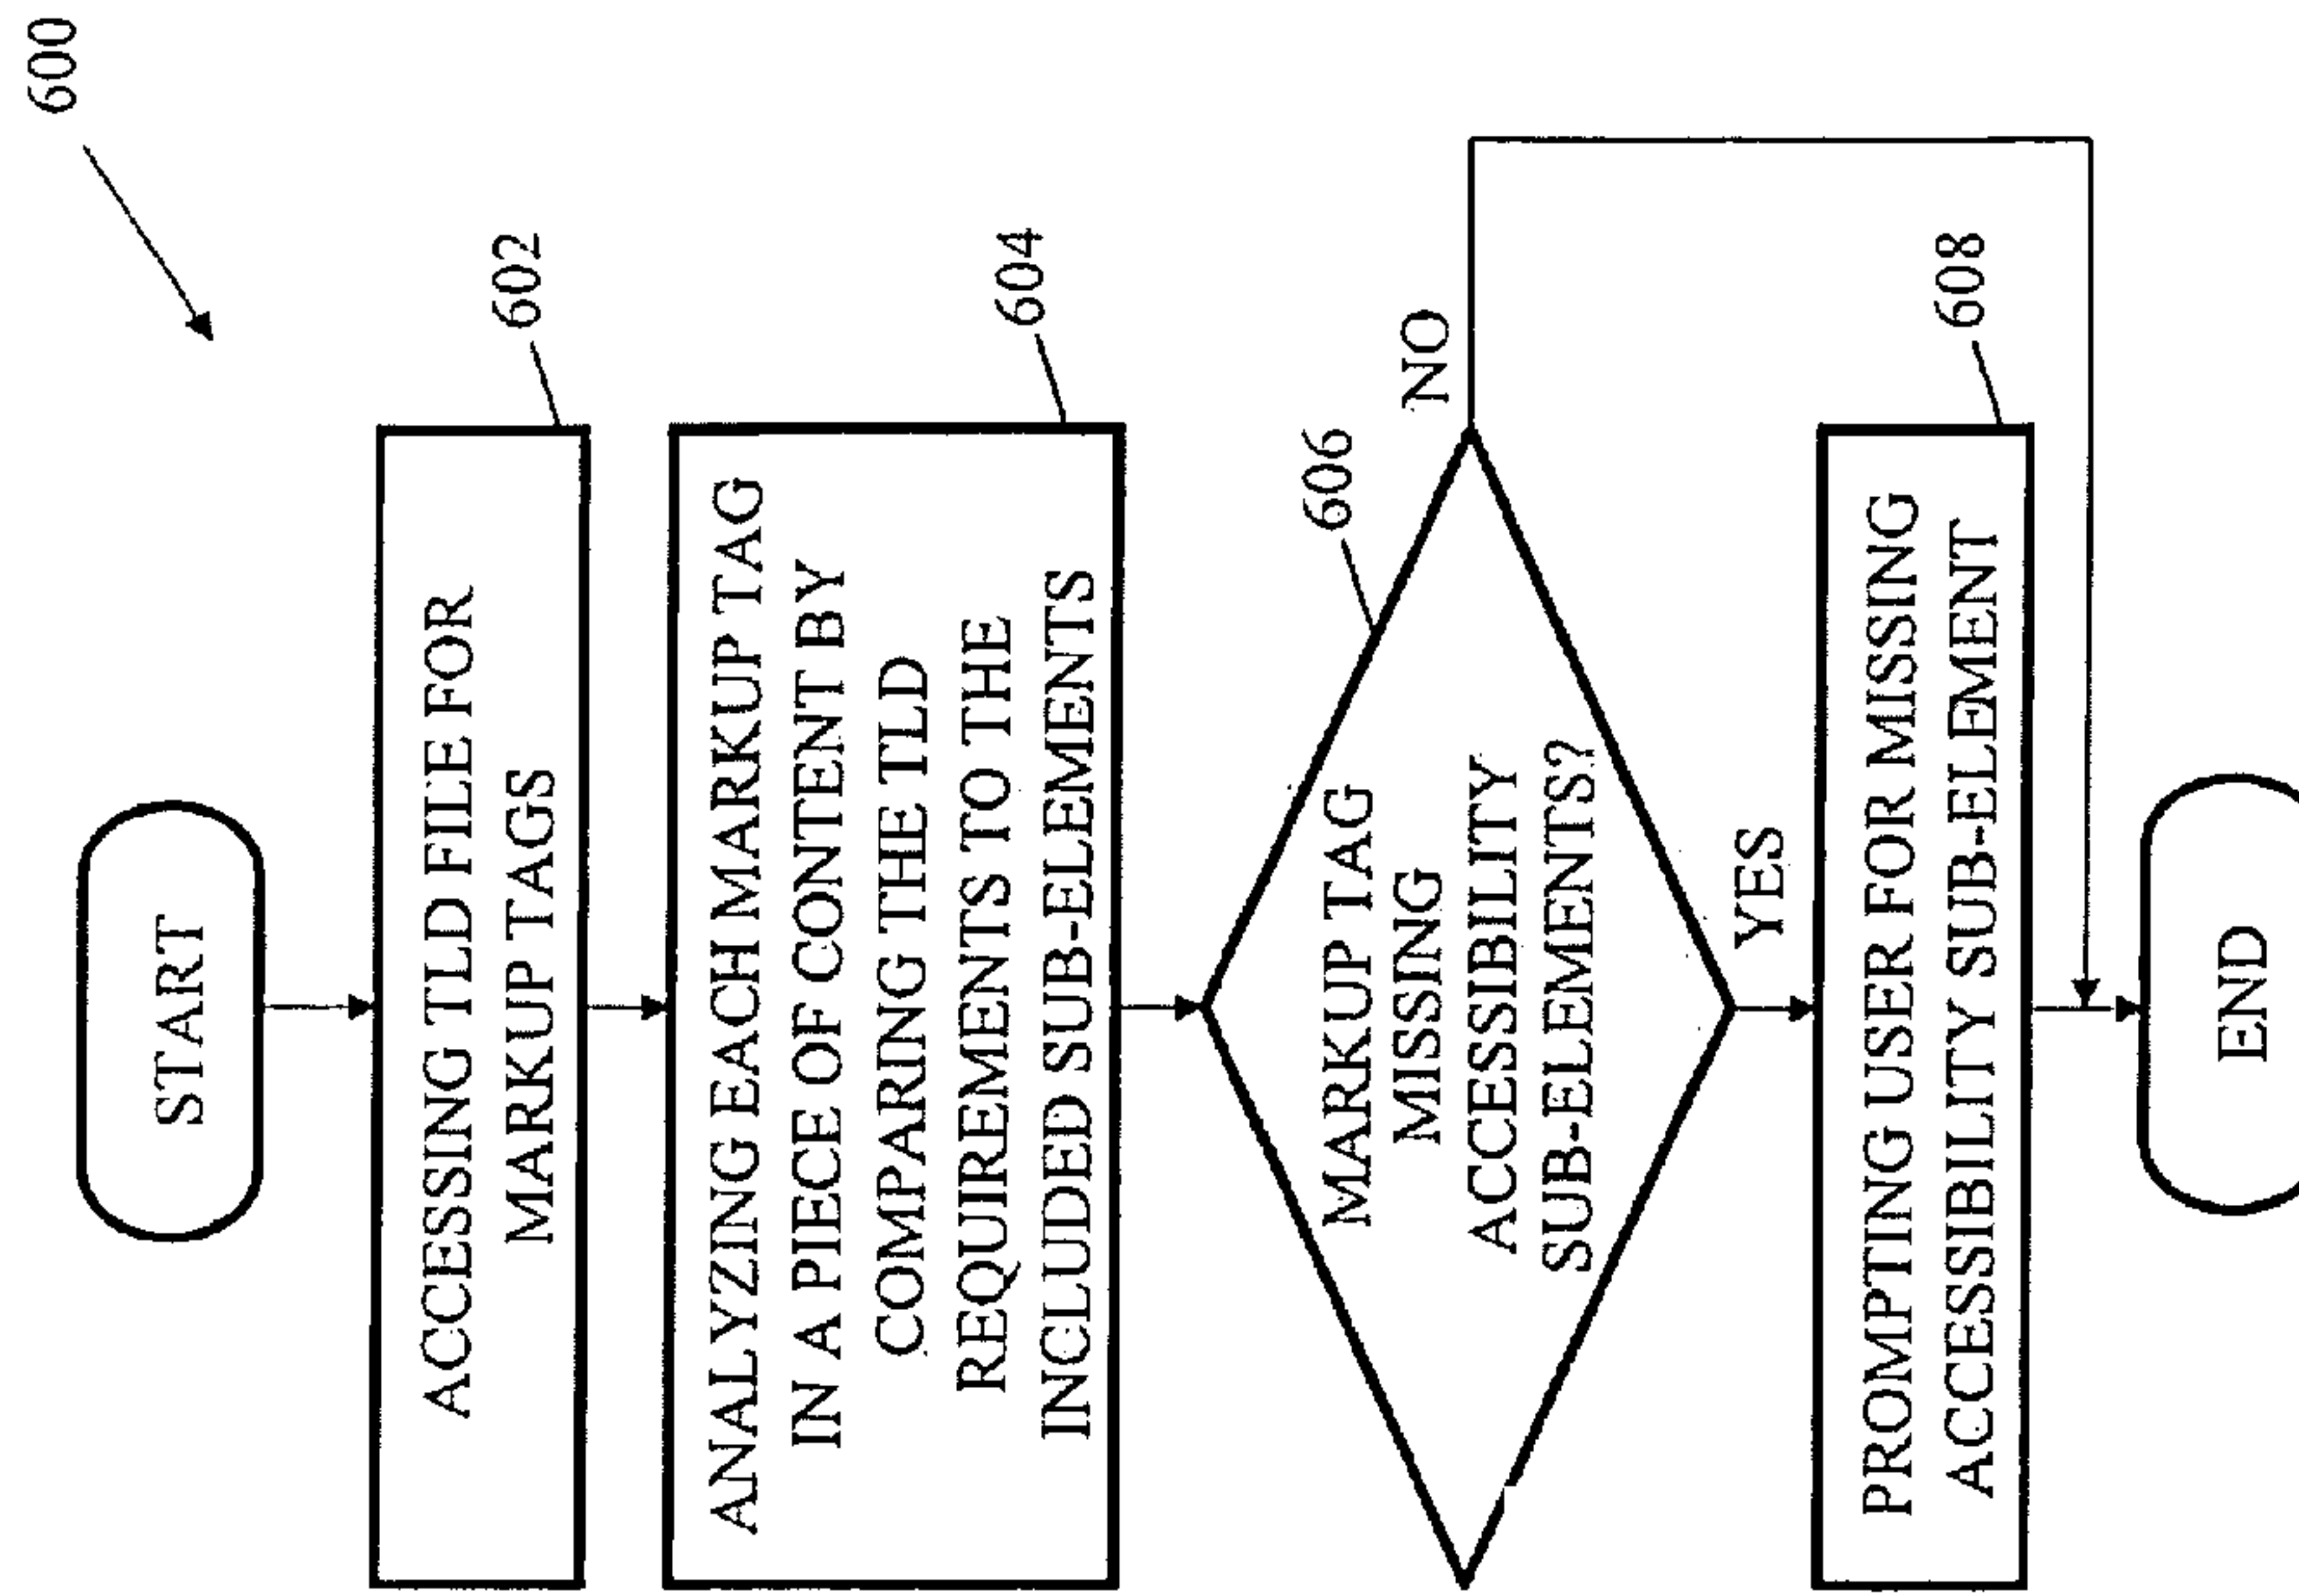 600
START
ACCESSING TLD FILE FOR
MARKUP TAGS
602
ANALYZING EACH MARKUP TAG
IN A PIECE OF CONTENT BY
COMPARING THE TLD
REQUIREMENTS TO THE
INCLUDED SUB-ELEMENTS
604
606
MARKUP TAG
MISSING
ACCESSIBILITY
SUB-ELEMENTS?
NO
YES
PROMPTING USER FOR MISSING
ACCESSIBILITY SUB-ELEMENT
608
END